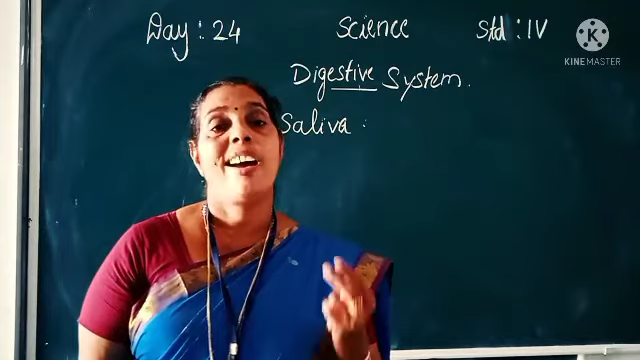 Day : 24 Science Std : IV
Digestive System.
Saliva :
K
KINEMASTER